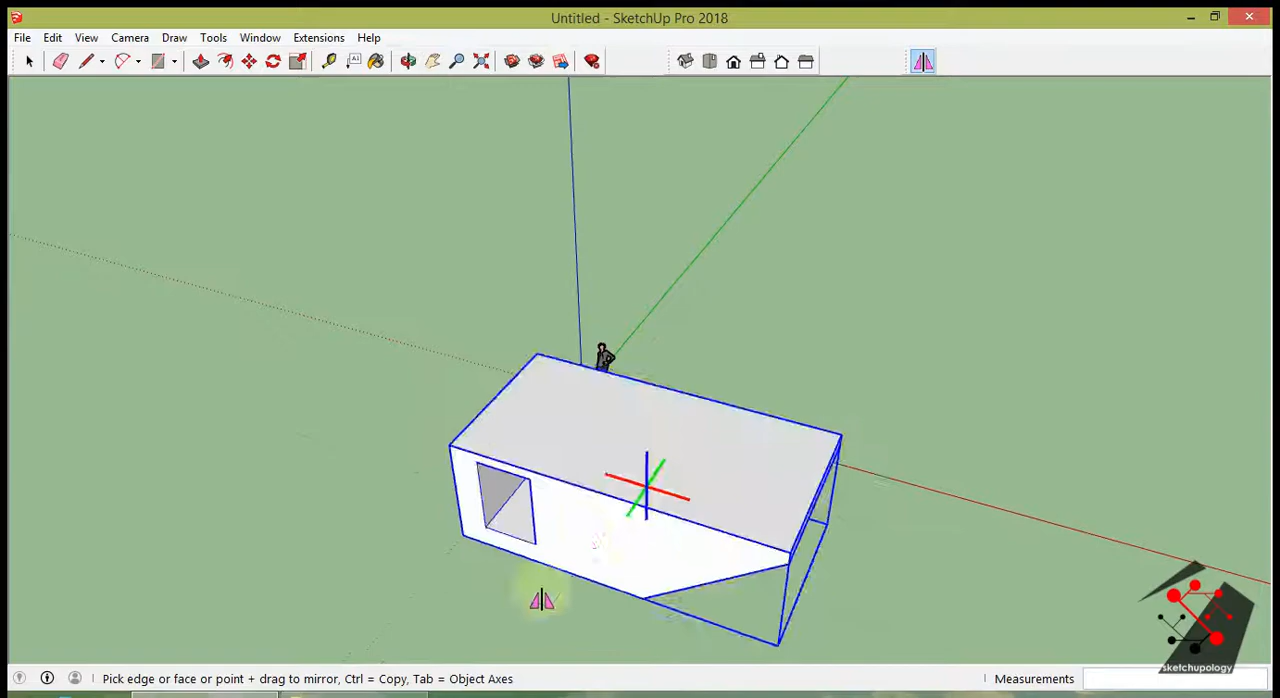 Untitled - SketchUp Pro 2018
File Edit View Camera Draw Tools Window Extensions Help
A1
Pick edge or face or point + drag to mirror, Ctrl = Copy, Tab = Object Axes
Measurements
sketchupology